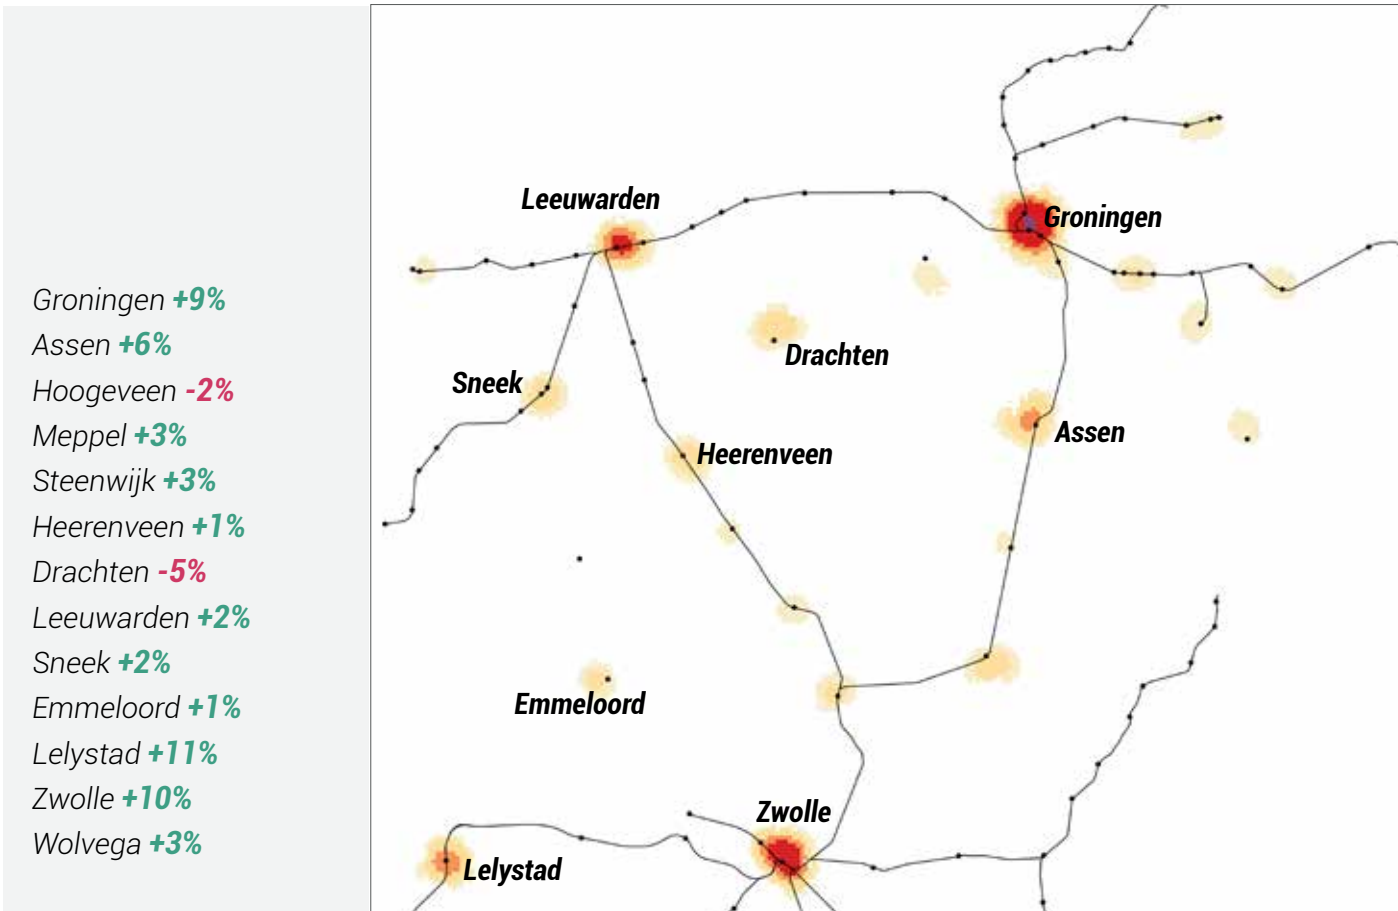 Groningen +9%
Assen +6%
Hoogeveen -2%
Meppel +3%
Steenwijk +3%
Heerenveen +1%
Drachten -5%
Leeuwarden +2%
Sneek +2%
Emmeloord +1%
Lelystad +11%
Zwolle +10%
Wolvega +3%
Leeuwarden
Groningen
Drachten
Sneek
Assen
Heerenveen
Emmeloord
Zwolle
Lelystad